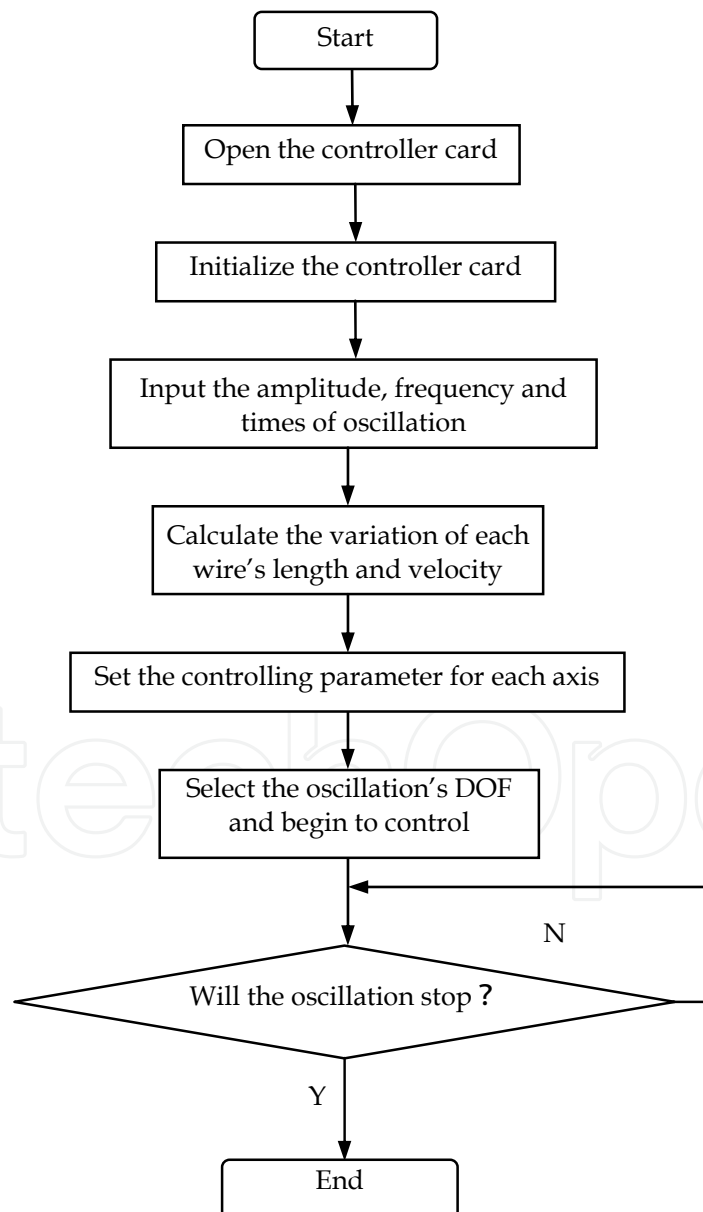 Start
Open the controller card
Initialize the controller card
Input the amplitude, frequency and
times of oscillation
Calculate the variation of each
wire’s length and velocity
Set the controlling parameter for each axis
Select the oscillation’s DOF
and begin to control
N
Will the oscillation stop ?
Y
End